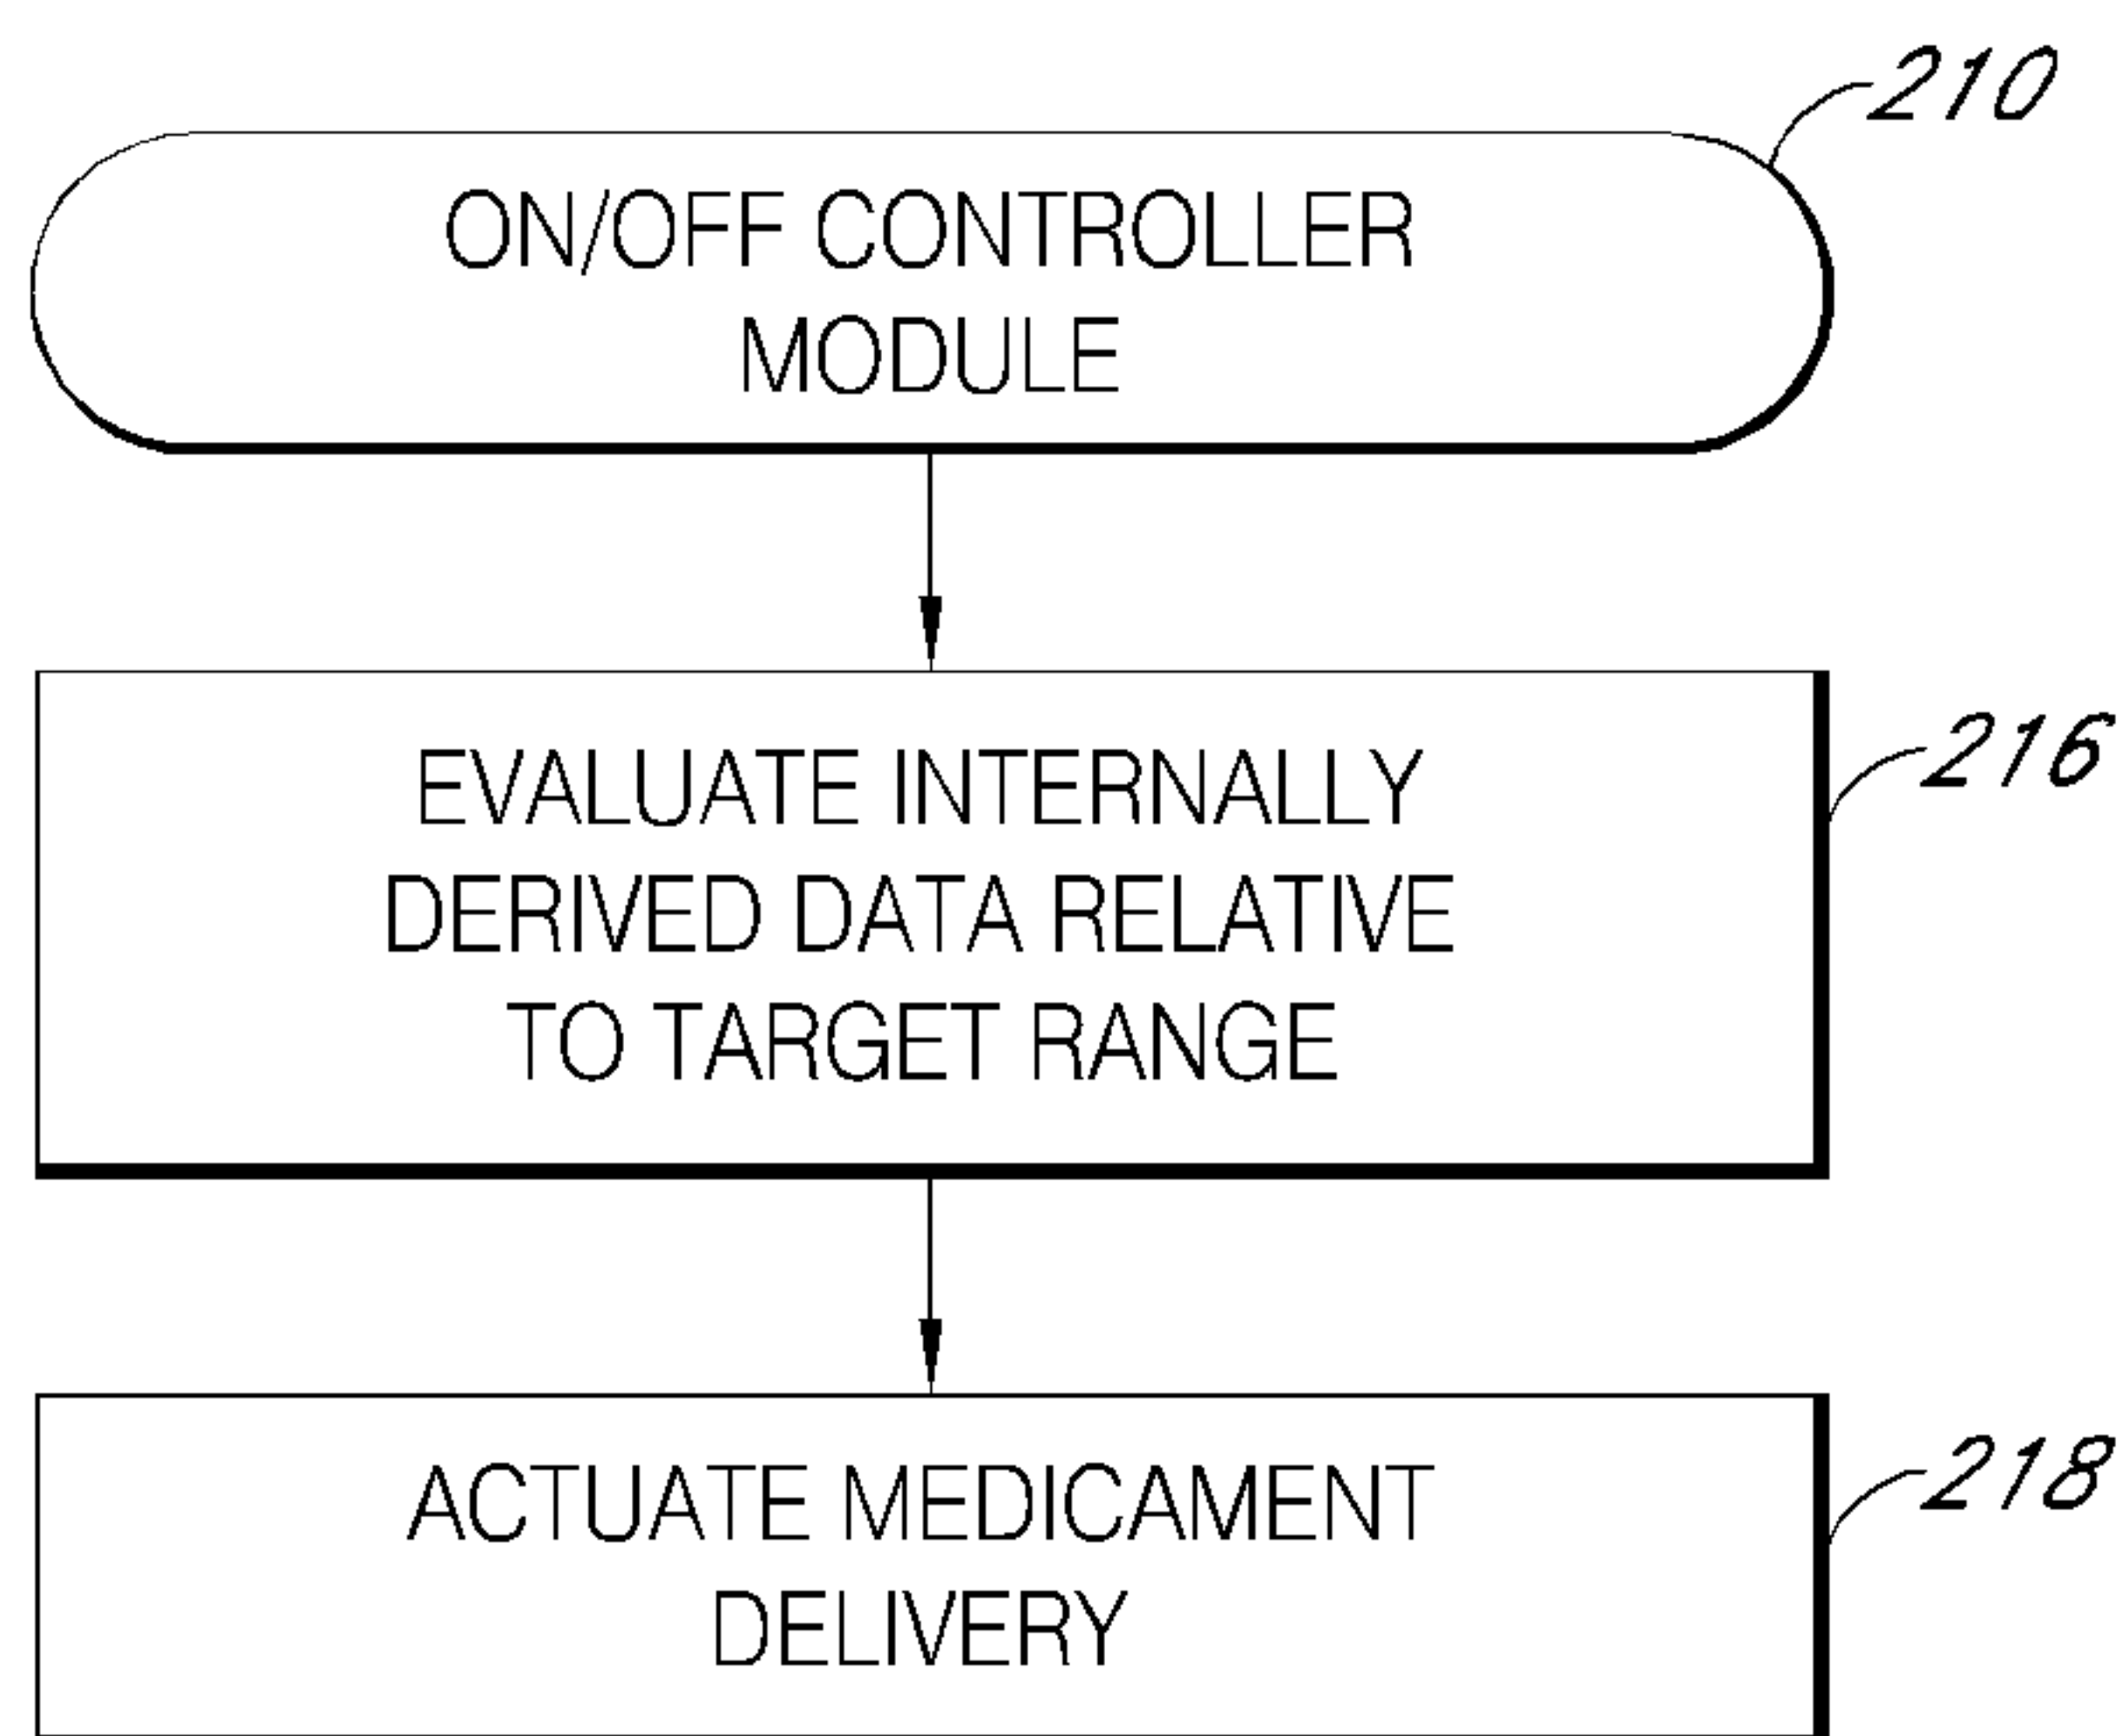 210
ON/OFF CONTROLLER
MODULE
216
EVALUATE INTERNALLY
DERIVED DATA RELATIVE
TO TARGET RANGE
218
ACTUATE MEDICAMENT
DELIVERY